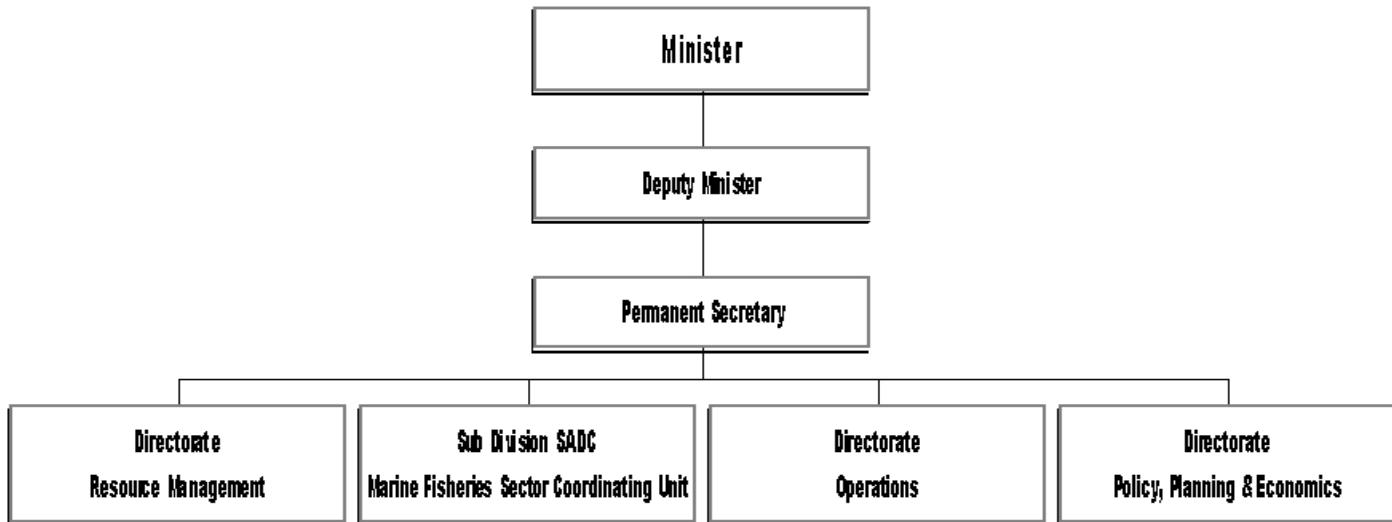 Minister
Deputy Minister
Permanent Secretary
Directorate
Resource Management
Sub Division SADC
Marine Fisheries Sector Coordinating Unit
Directorate
Operations
Directorate
Policy, Planning & Economics